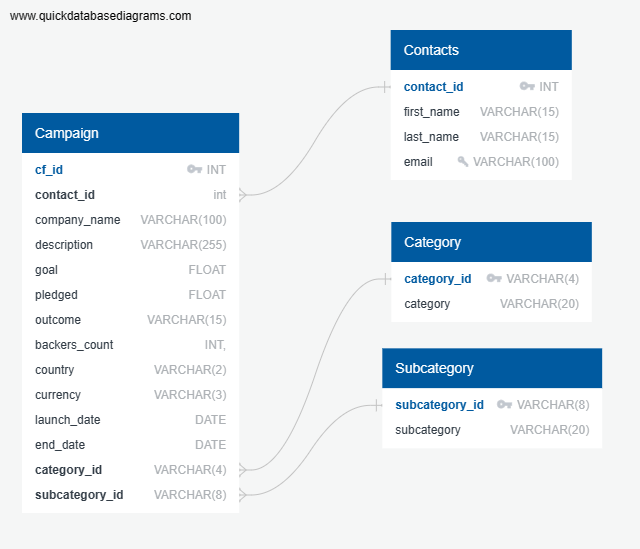 www.quickdatabasediagrams.com
Campaign
cf_id INT
contact_id int
company_name VARCHAR(100)
description VARCHAR(255)
goal FLOAT
pledged FLOAT
outcome VARCHAR(15)
backers_count INT,
country VARCHAR(2)
currency VARCHAR(3)
launch_date DATE
end_date DATE
category_id VARCHAR(4)
subcategory_id VARCHAR(8)
Contacts
contact_id INT
first_name VARCHAR(15)
last_name VARCHAR(15)
email VARCHAR(100)
Category
category_id VARCHAR(4)
category VARCHAR(20)
Subcategory
subcategory_id VARCHAR(8)
subcategory VARCHAR(20)